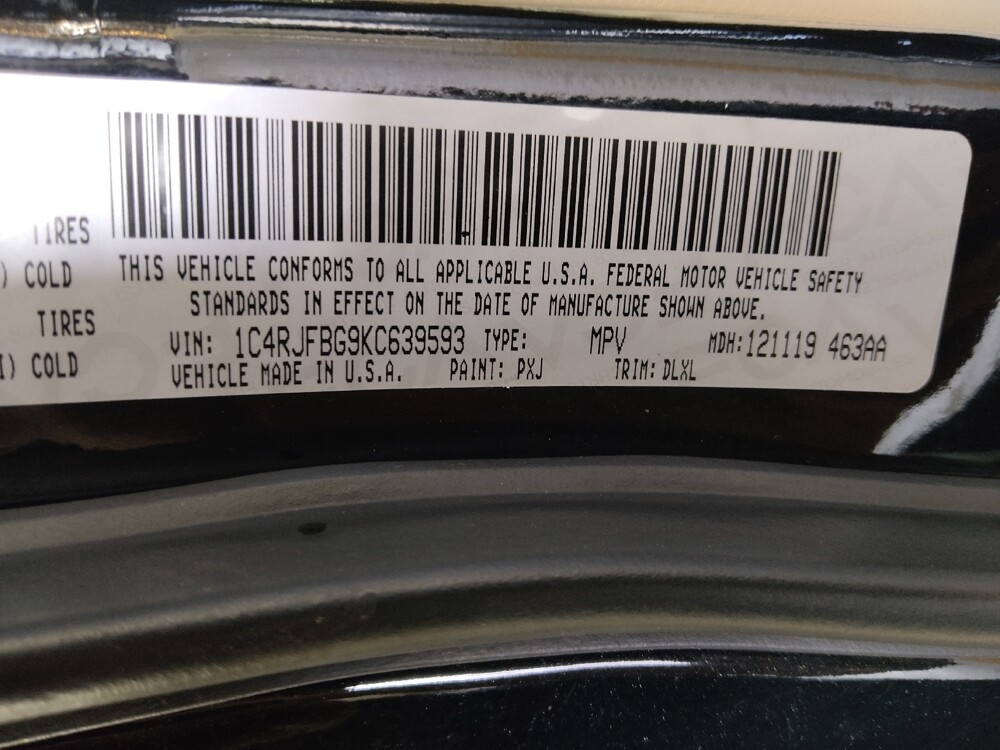 TIRES
) COLD
TIRES
I) COLD
THIS VEHICLE CONFORMS TO ALL APPLICABLE U.S.A. FEDERAL MOTOR VEHICLE SAFETY
STANDARDS IN EFFECT ON THE DATE OF MANUFACTURE SHOWN ABOVE.
VIN: 1C4RJFBG9KC639593 TYPE: MPV MDH:121119 463AA
VEHICLE MADE IN U.S.A. PAINT: PXJ TRIM: DLXL